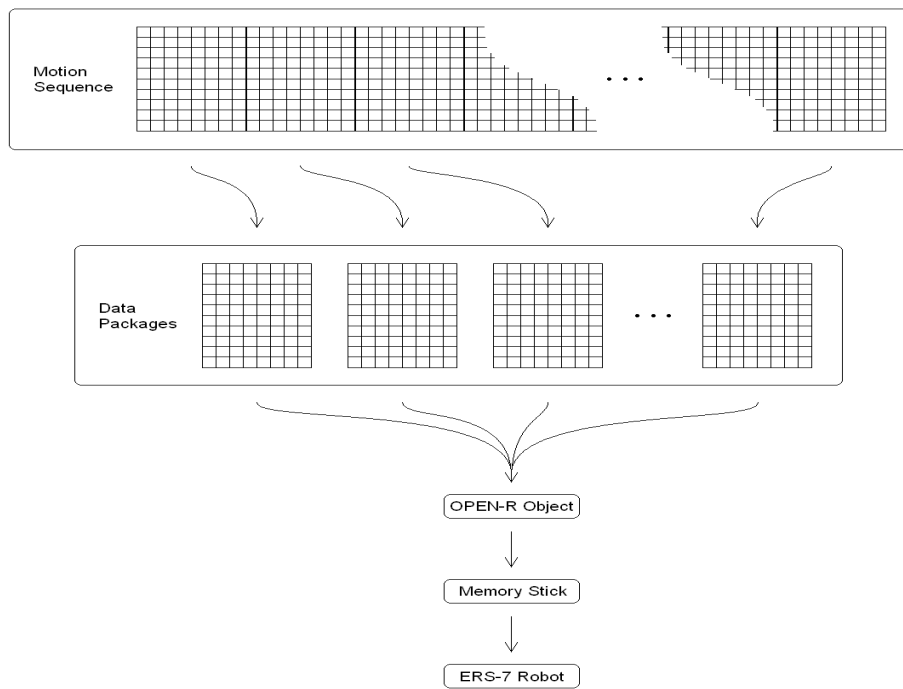 Motion
Sequence
Data
Packages
OPEN-R Object
Memory Stick
ERS-7 Robot